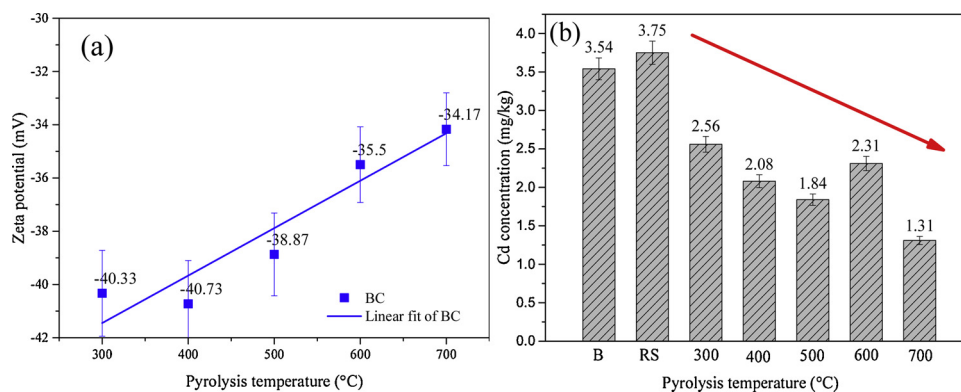 (a)
Zeta potential (mV)
-30
-32
-34
-36
-38
-40
-42
-40.33
-40.73
-38.87
-35.5
-34.17
BC
Linear fit of BC
300 400 500 600 700
Pyrolysis temperature (°C)
(b)
Cd concentration (mg/kg)
4.0
3.5
3.0
2.5
2.0
1.5
1.0
0.5
0.0
3.54
3.75
2.56
2.08
1.84
2.31
1.31
B RS 300 400 500 600 700
Pyrolysis temperature (°C)